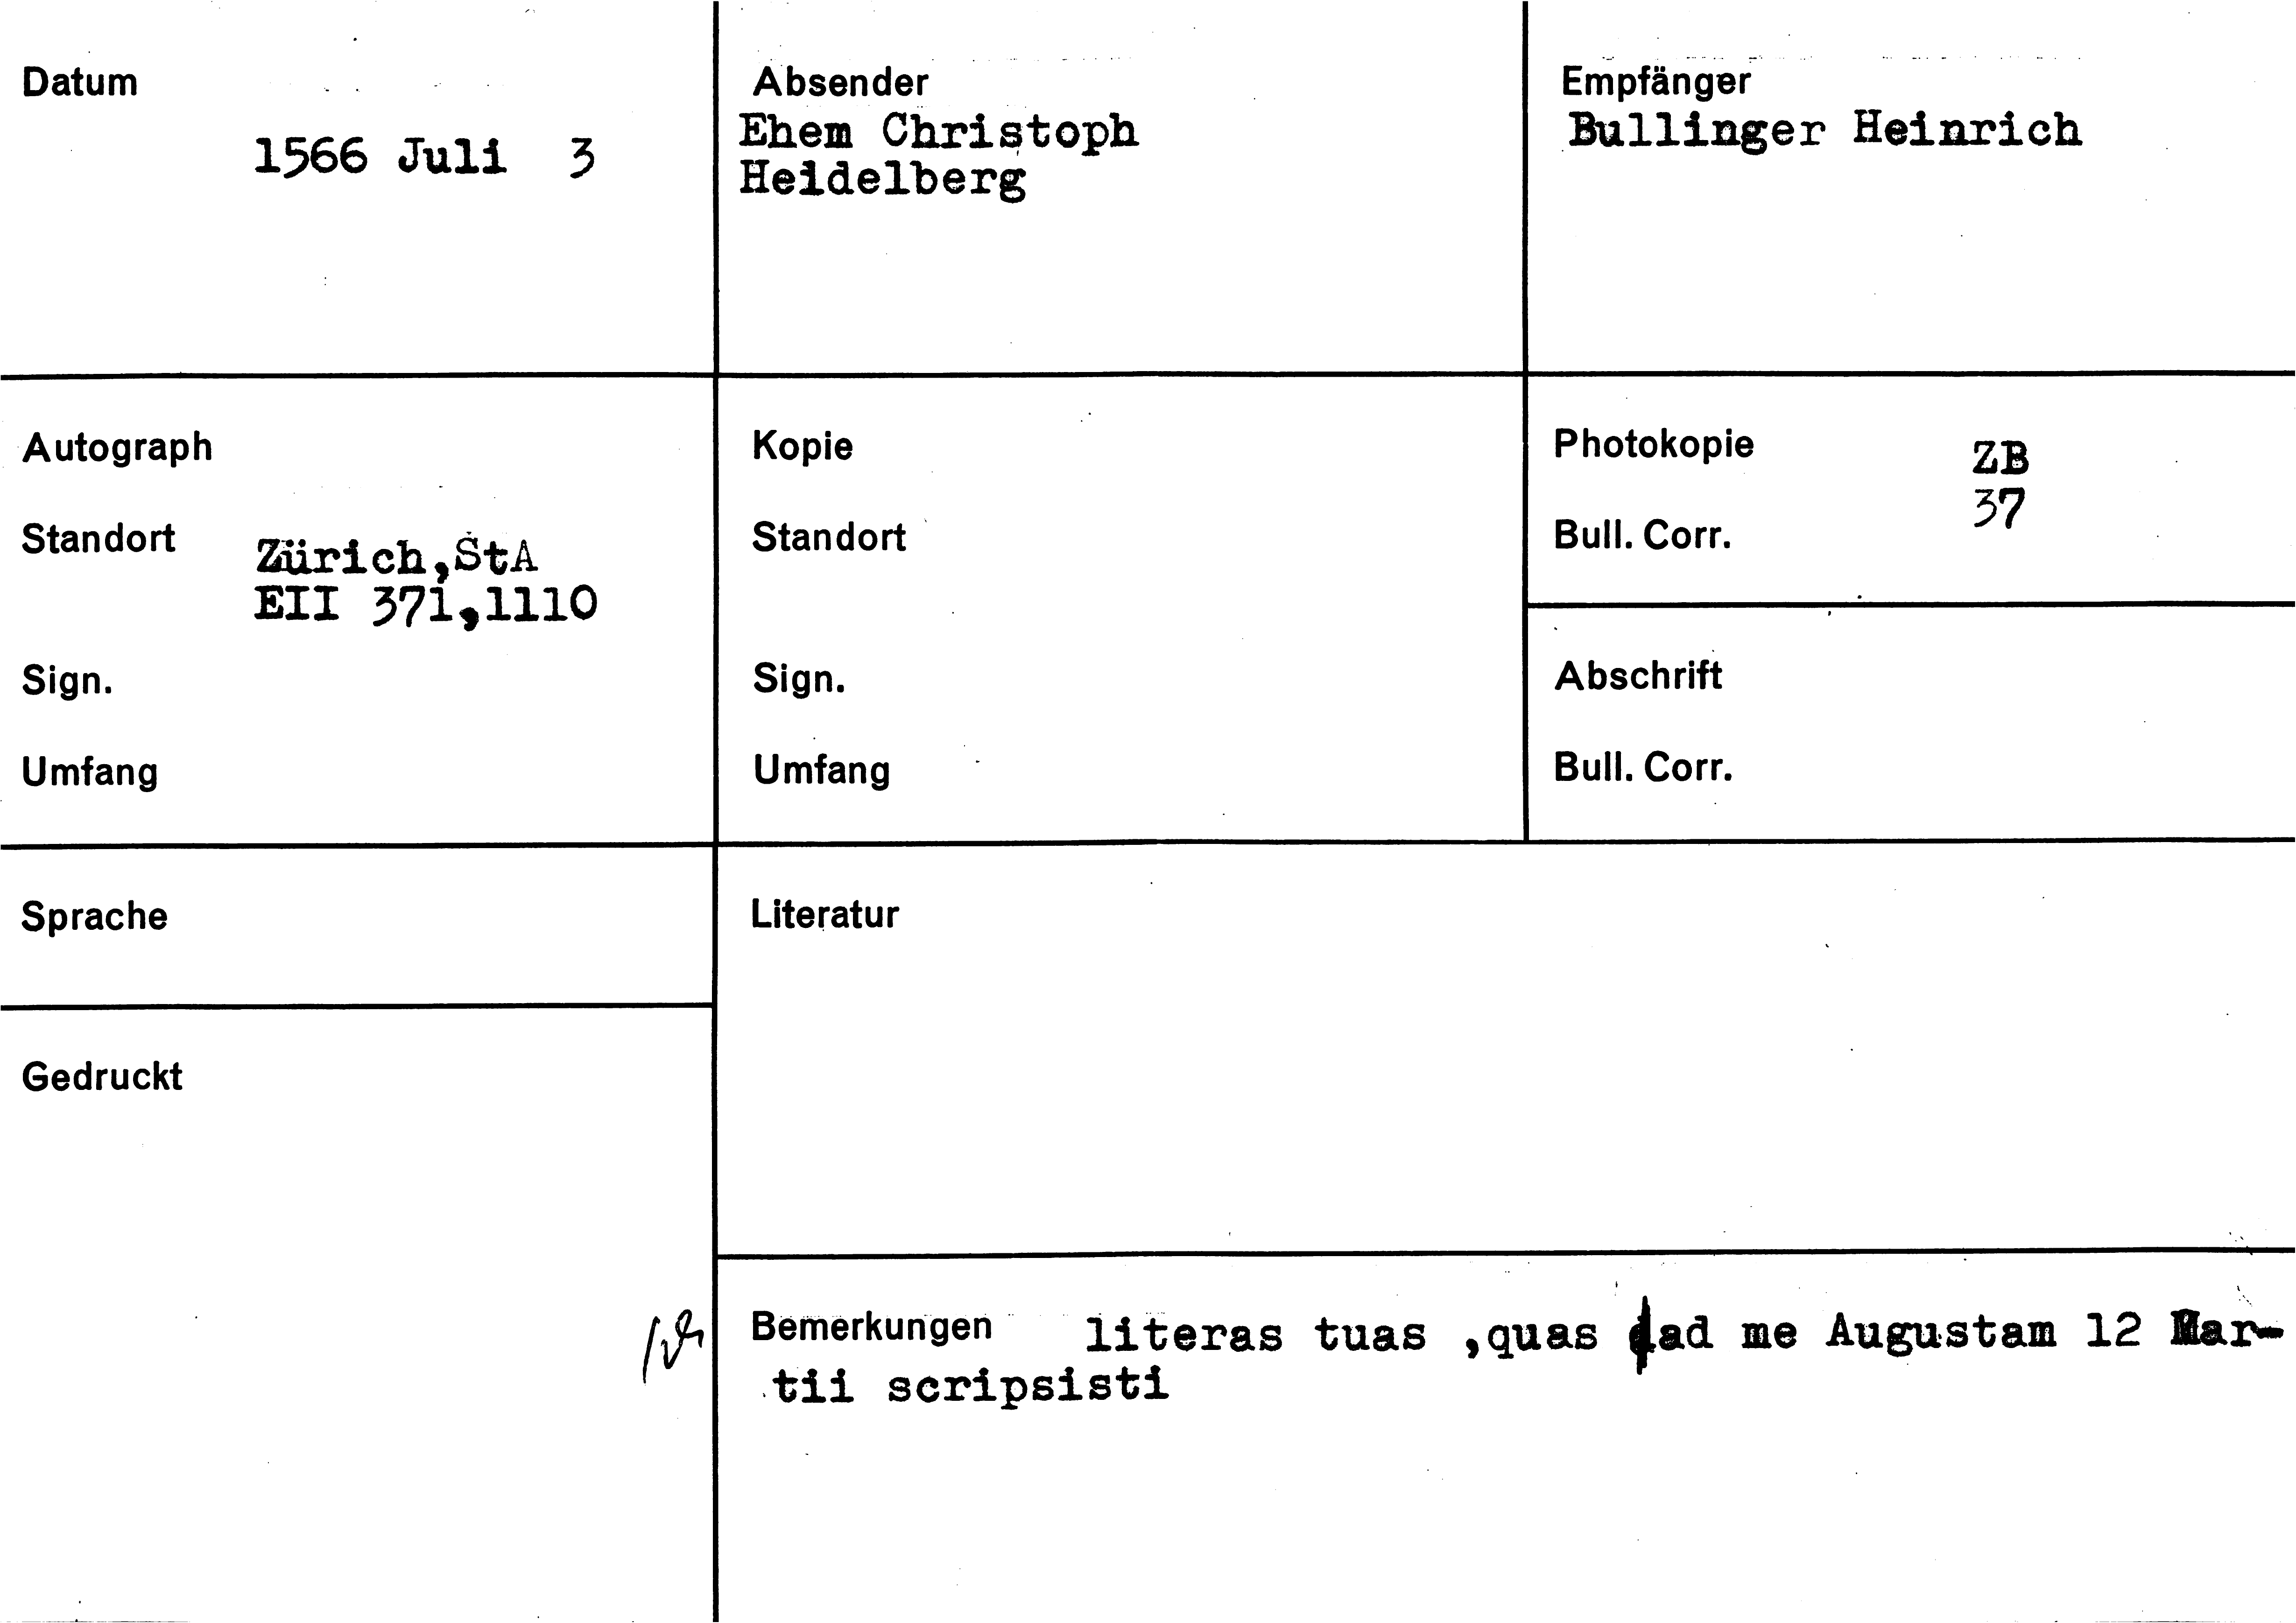 Datum
1566 Juli 3
Absender
Ehem Christoph
Heidelberg
Empfänger
Bullinger Heinrich
Autograph
Standort
Zürich,StA
EII 371,1110
Sign.
Umfang
Kopie
Standort
Sign.
Umfang
Photokopie ZB
37
Bull. Corr.
Abschrift
Bull. Corr.
Sprache
Gedruckt
Literatur
Bemerkungen literas tuas ,quas ad me Augustam 12 Mar-
tii scripsisti